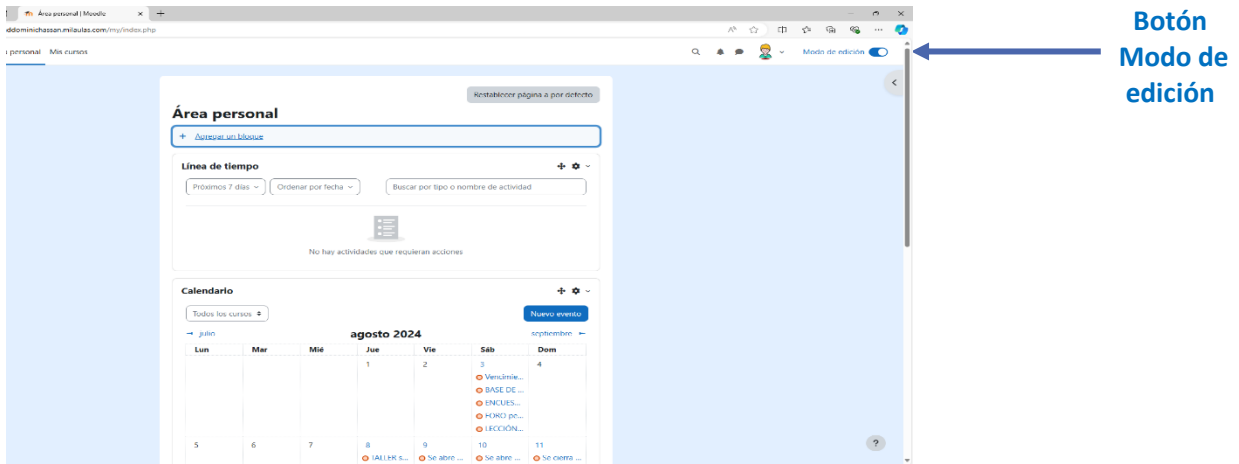 Área personal | Moodle
ddominichassan.milaulas.com/my/index.php
personal Mis cursos
Modo de edición
Botón
Modo de
edición
Restablecer página a por defecto
Área personal
+ Agregar un bloque
Línea de tiempo
Próximos 7 días
Ordenar por fecha
Buscar por tipo o nombre de actividad
No hay actividades que requieran acciones
Calendario
Todos los cursos
Nuevo evento
→ julio
agosto 2024
septiembre ←
Lun Mar Mié Jue Vie Sáb Dom
1 2 3 4
Vencimie...
BASE DE ...
ENCUES...
FORO pe...
LECCIÓN...
5 6 7 8 9 10 11
TALLER s... Se abre ... Se abre ... Se cierra ...
?